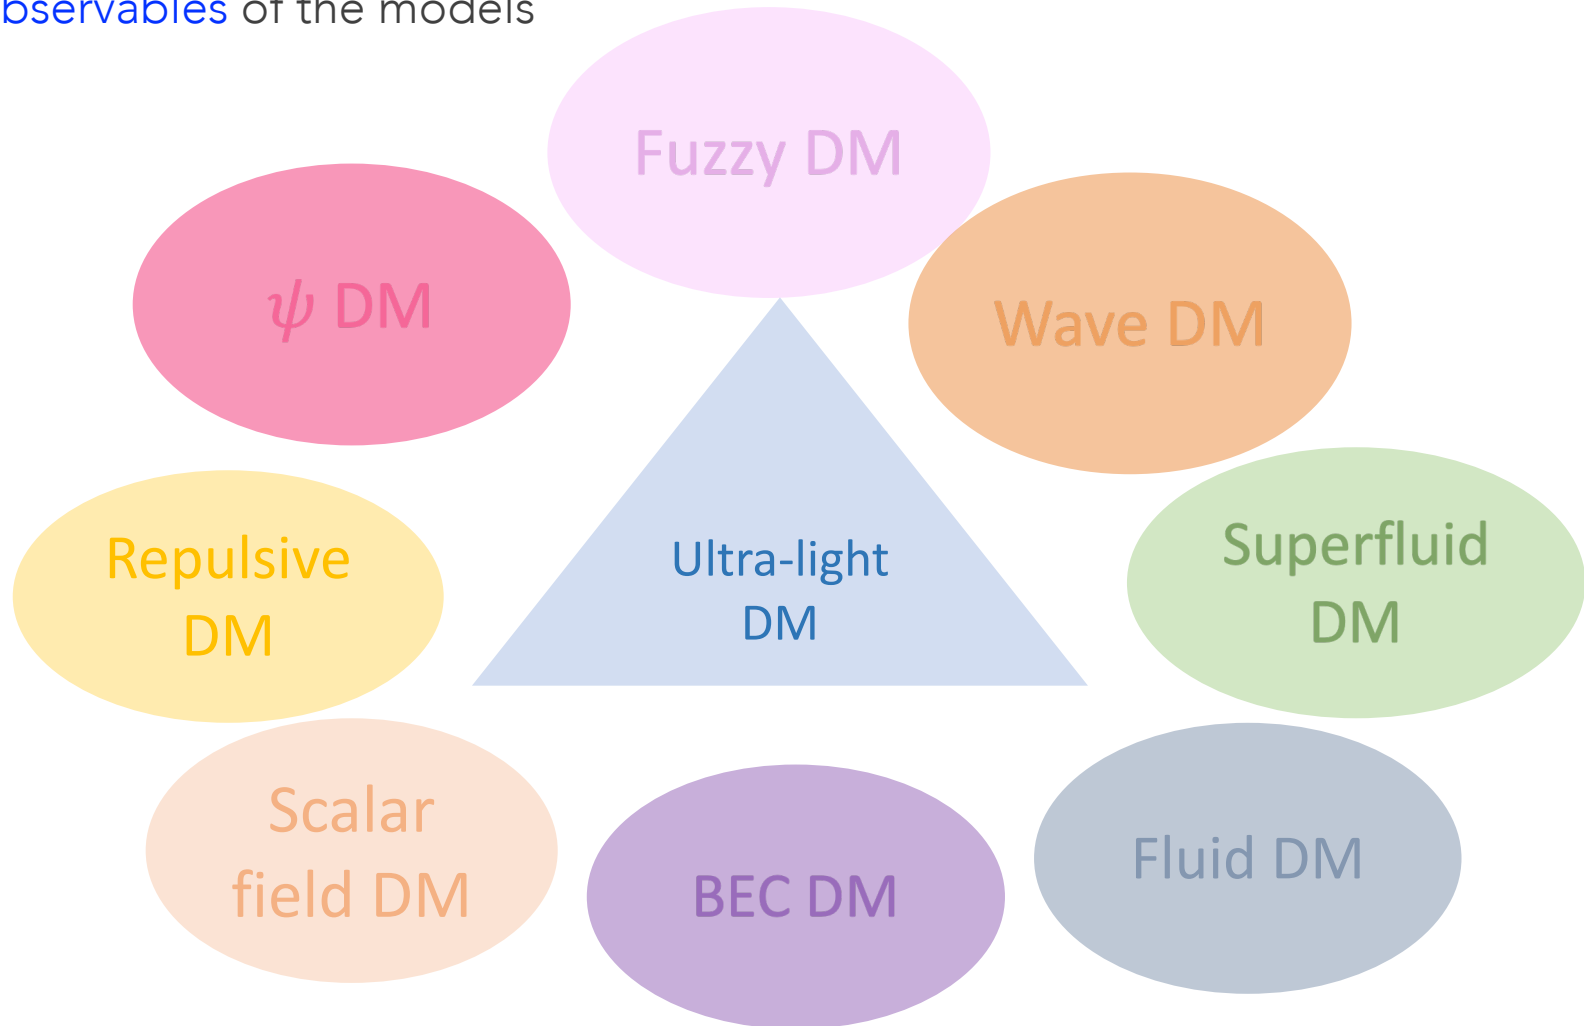 bservables of the models
Fuzzy DM
ψ DM
Wave DM
Repulsive
DM
Ultra-light
DM
Superfluid
DM
Scalar
field DM
BEC DM
Fluid DM